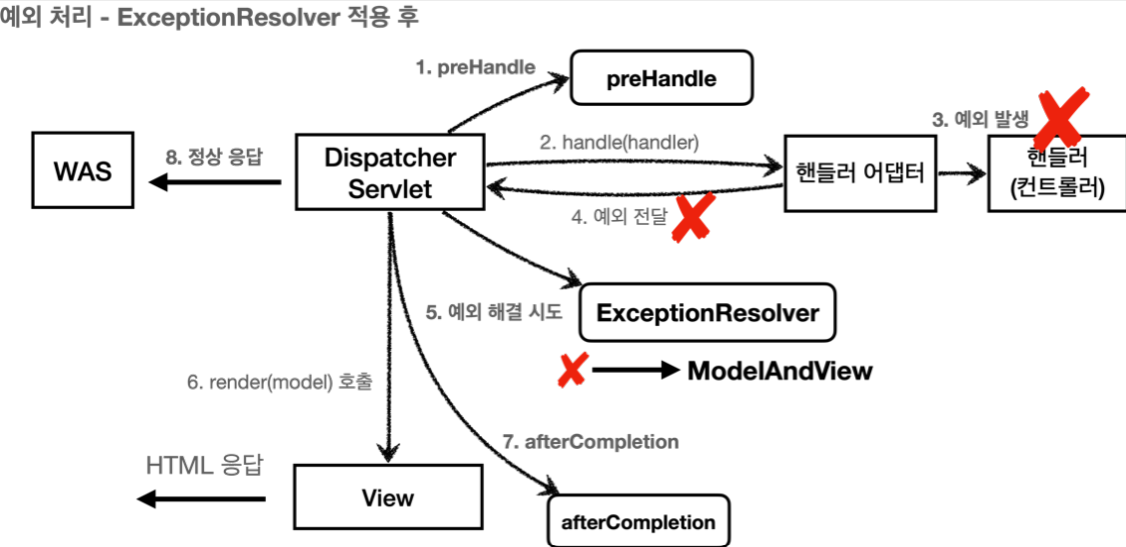 예외 처리 - ExceptionResolver 적용 후
1. preHandle
preHandle
WAS
8. 정상 응답
Dispatcher
Servlet
2. handle(handler)
핸들러 어댑터
3. 예외 발생
핸들러
(컨트롤러)
4. 예외 전달
5. 예외 해결 시도
ExceptionResolver
ModelAndView
6. render(model) 호출
7. afterCompletion
HTML 응답
View
afterCompletion